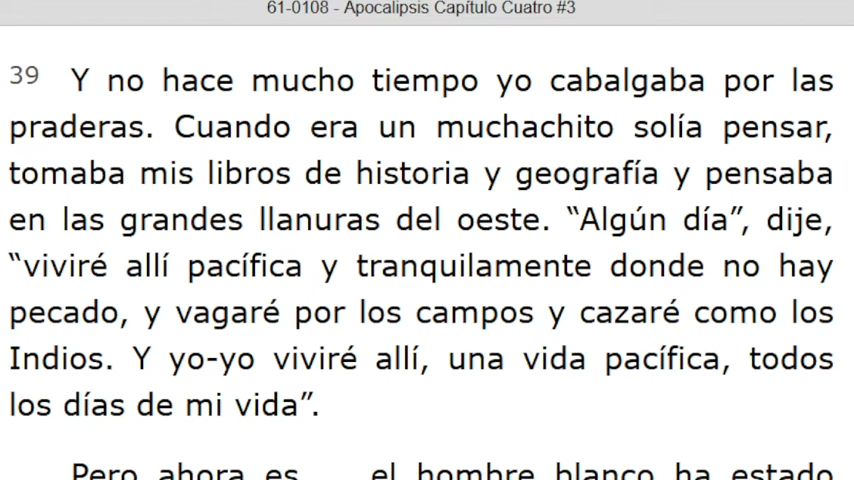 61-0108 - Apocalipsis Capítulo Cuatro #3
39 Y no hace mucho tiempo yo cabalgaba por las
praderas. Cuando era un muchachito solía pensar,
tomaba mis libros de historia y geografía y pensaba
en las grandes llanuras del oeste. “Algún día”, dije,
“viviré allí pacífica y tranquilamente donde no hay
pecado, y vagaré por los campos y cazaré como los
Indios. Y yo-yo viviré allí, una vida pacífica, todos
los días de mi vida”.
Pero ahora es... el hombre blanco ha estado